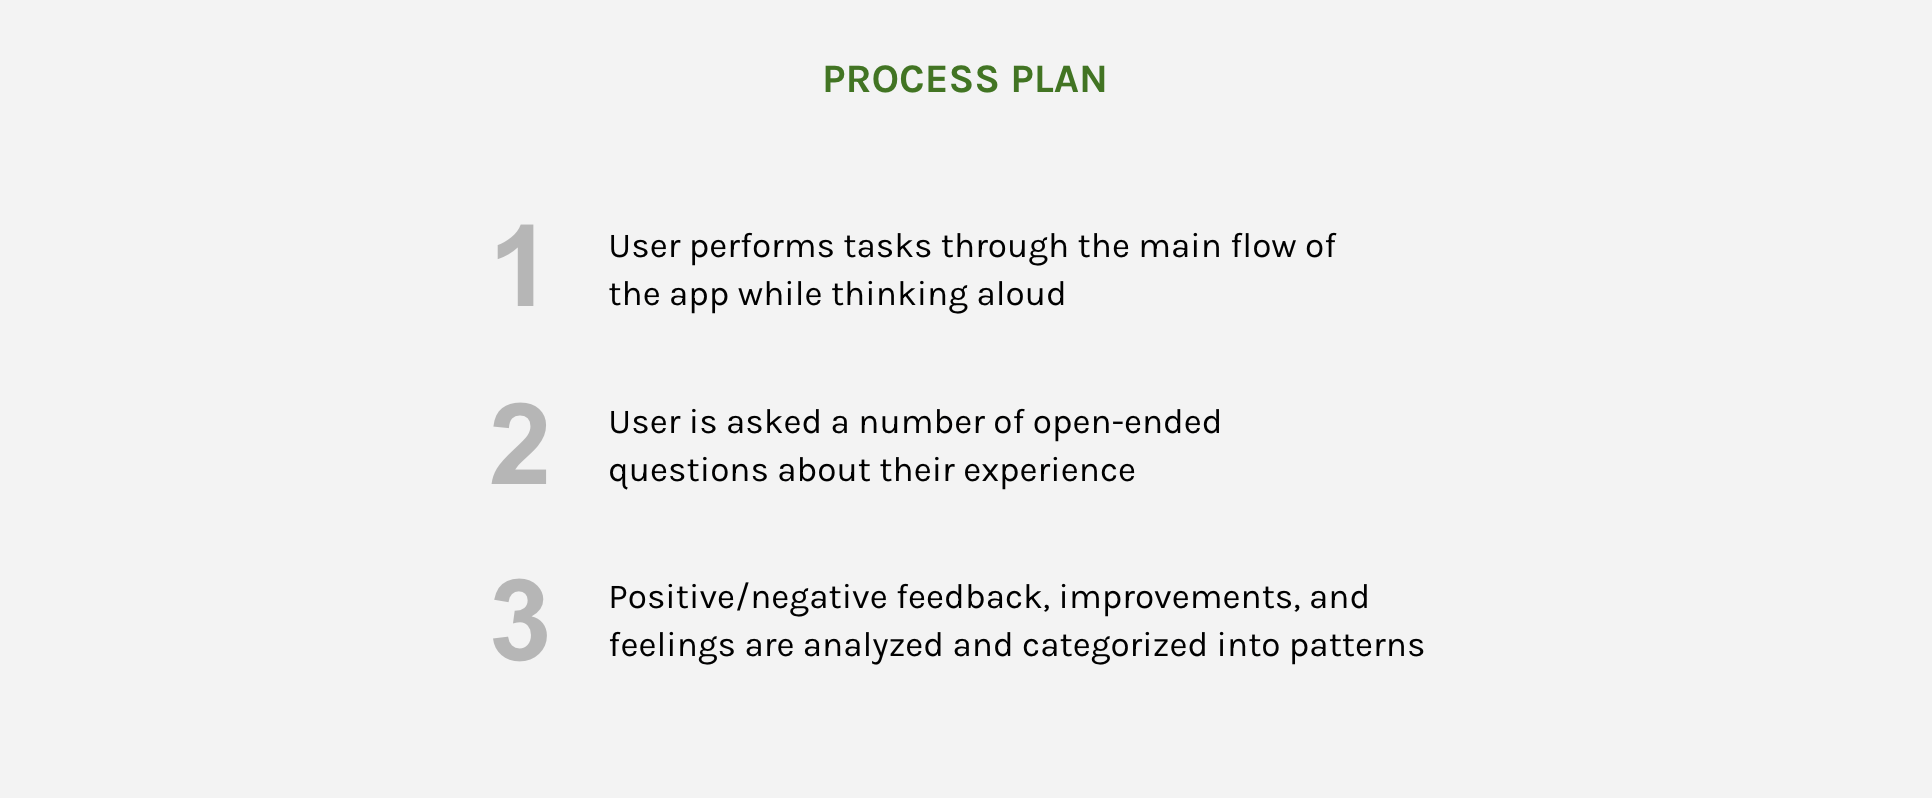 PROCESS PLAN
1
User performs tasks through the main flow of
the app while thinking aloud
2
User is asked a number of open-ended
questions about their experience
3
Positive/negative feedback, improvements, and
feelings are analyzed and categorized into patterns